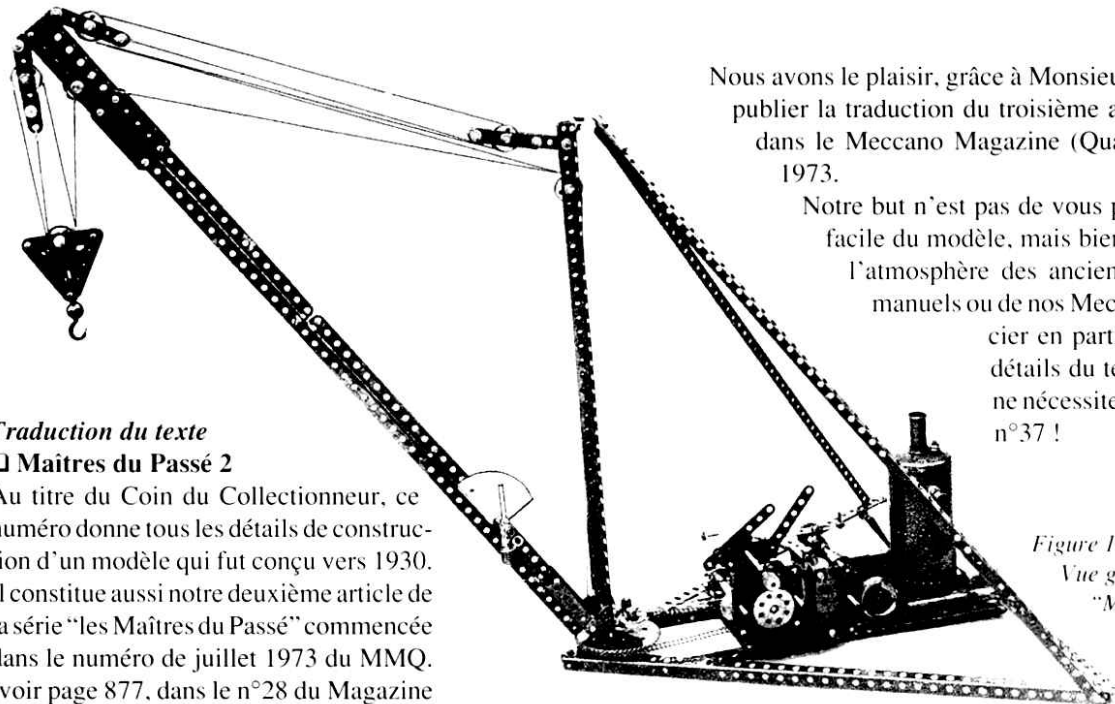 Nous avons le plaisir, grâce à Monsieu
publier la traduction du troisième a
dans le Meccano Magazine (Qua
1973.
Notre but n'est pas de vous p
facile du modèle, mais bien
l'atmosphère des ancien
manuels ou de nos Mec
cier en part
détails du te
ne nécessite
n°37 !
Traduction du texte
❑ Maîtres du Passé 2
Au titre du Coin du Collectionneur, ce
numéro donne tous les détails de construc-
tion d'un modèle qui fut conçu vers 1930.
Il constitue aussi notre deuxième article de
la série “les Maîtres du Passé” commencée
dans le numéro de juillet 1973 du MMQ.
(voir page 877, dans le n°28 du Magazine
Figure 1
Vue g
“M